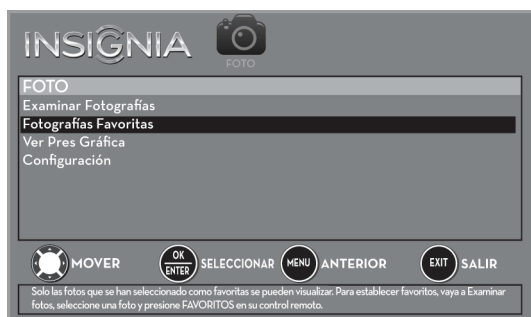 INSIGNIA
FOTO
FOTO
Examinar Fotografías
Fotografías Favoritas
Ver Pres Gráfica
Configuración
MOVER
OK
ENTER
SELECCIONAR
MENU
ANTERIOR
EXIT
SALIR
Solo las fotos que se han seleccionado como favoritas se pueden visualizar. Para establecer favoritos, vaya a Examinar
fotos, seleccione una foto y presione FAVORITOS en su control remoto.